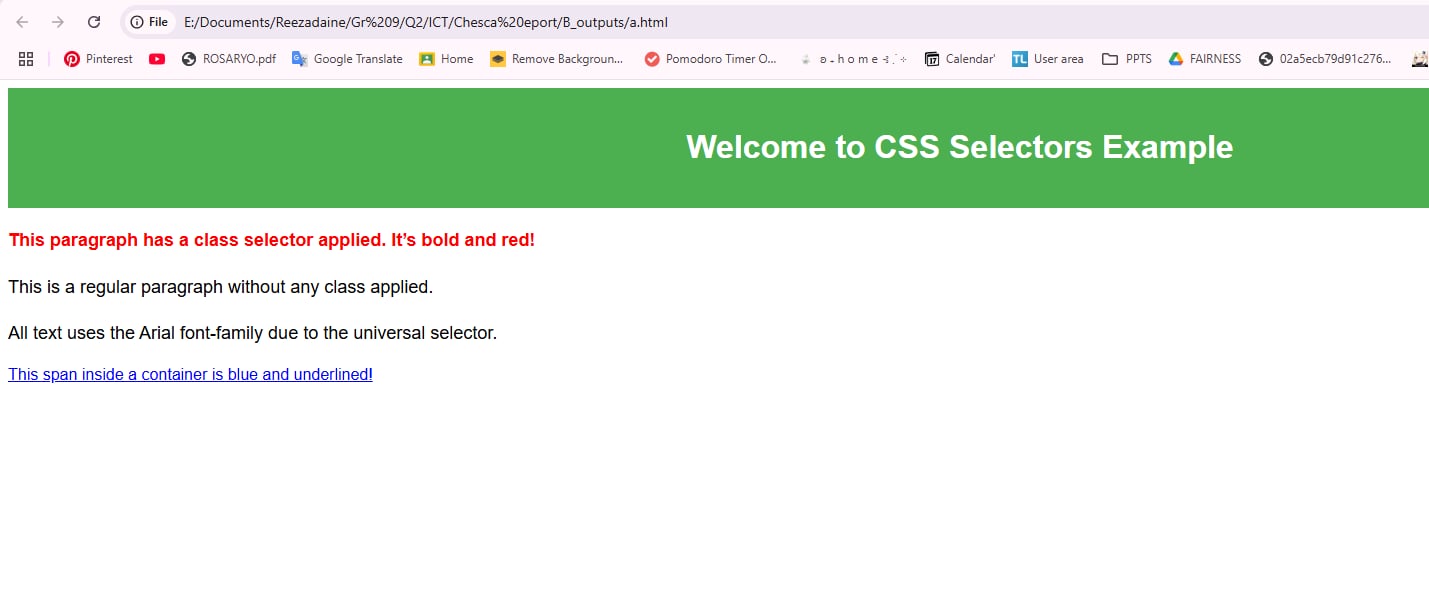 File E:/Documents/Reezadaine/Gr%209/Q2/ICT/Chesca%20eport/B_outputs/a.html
Pinterest ROSARYO.pdf Google Translate Home Remove Backgroun... Pomodoro Timer O... h o m e Calendar' User area PPTS FAIRNESS 02a5ecb79d91c276...
Welcome to CSS Selectors Example
This paragraph has a class selector applied. It’s bold and red!
This is a regular paragraph without any class applied.
All text uses the Arial font-family due to the universal selector.
This span inside a container is blue and underlined!